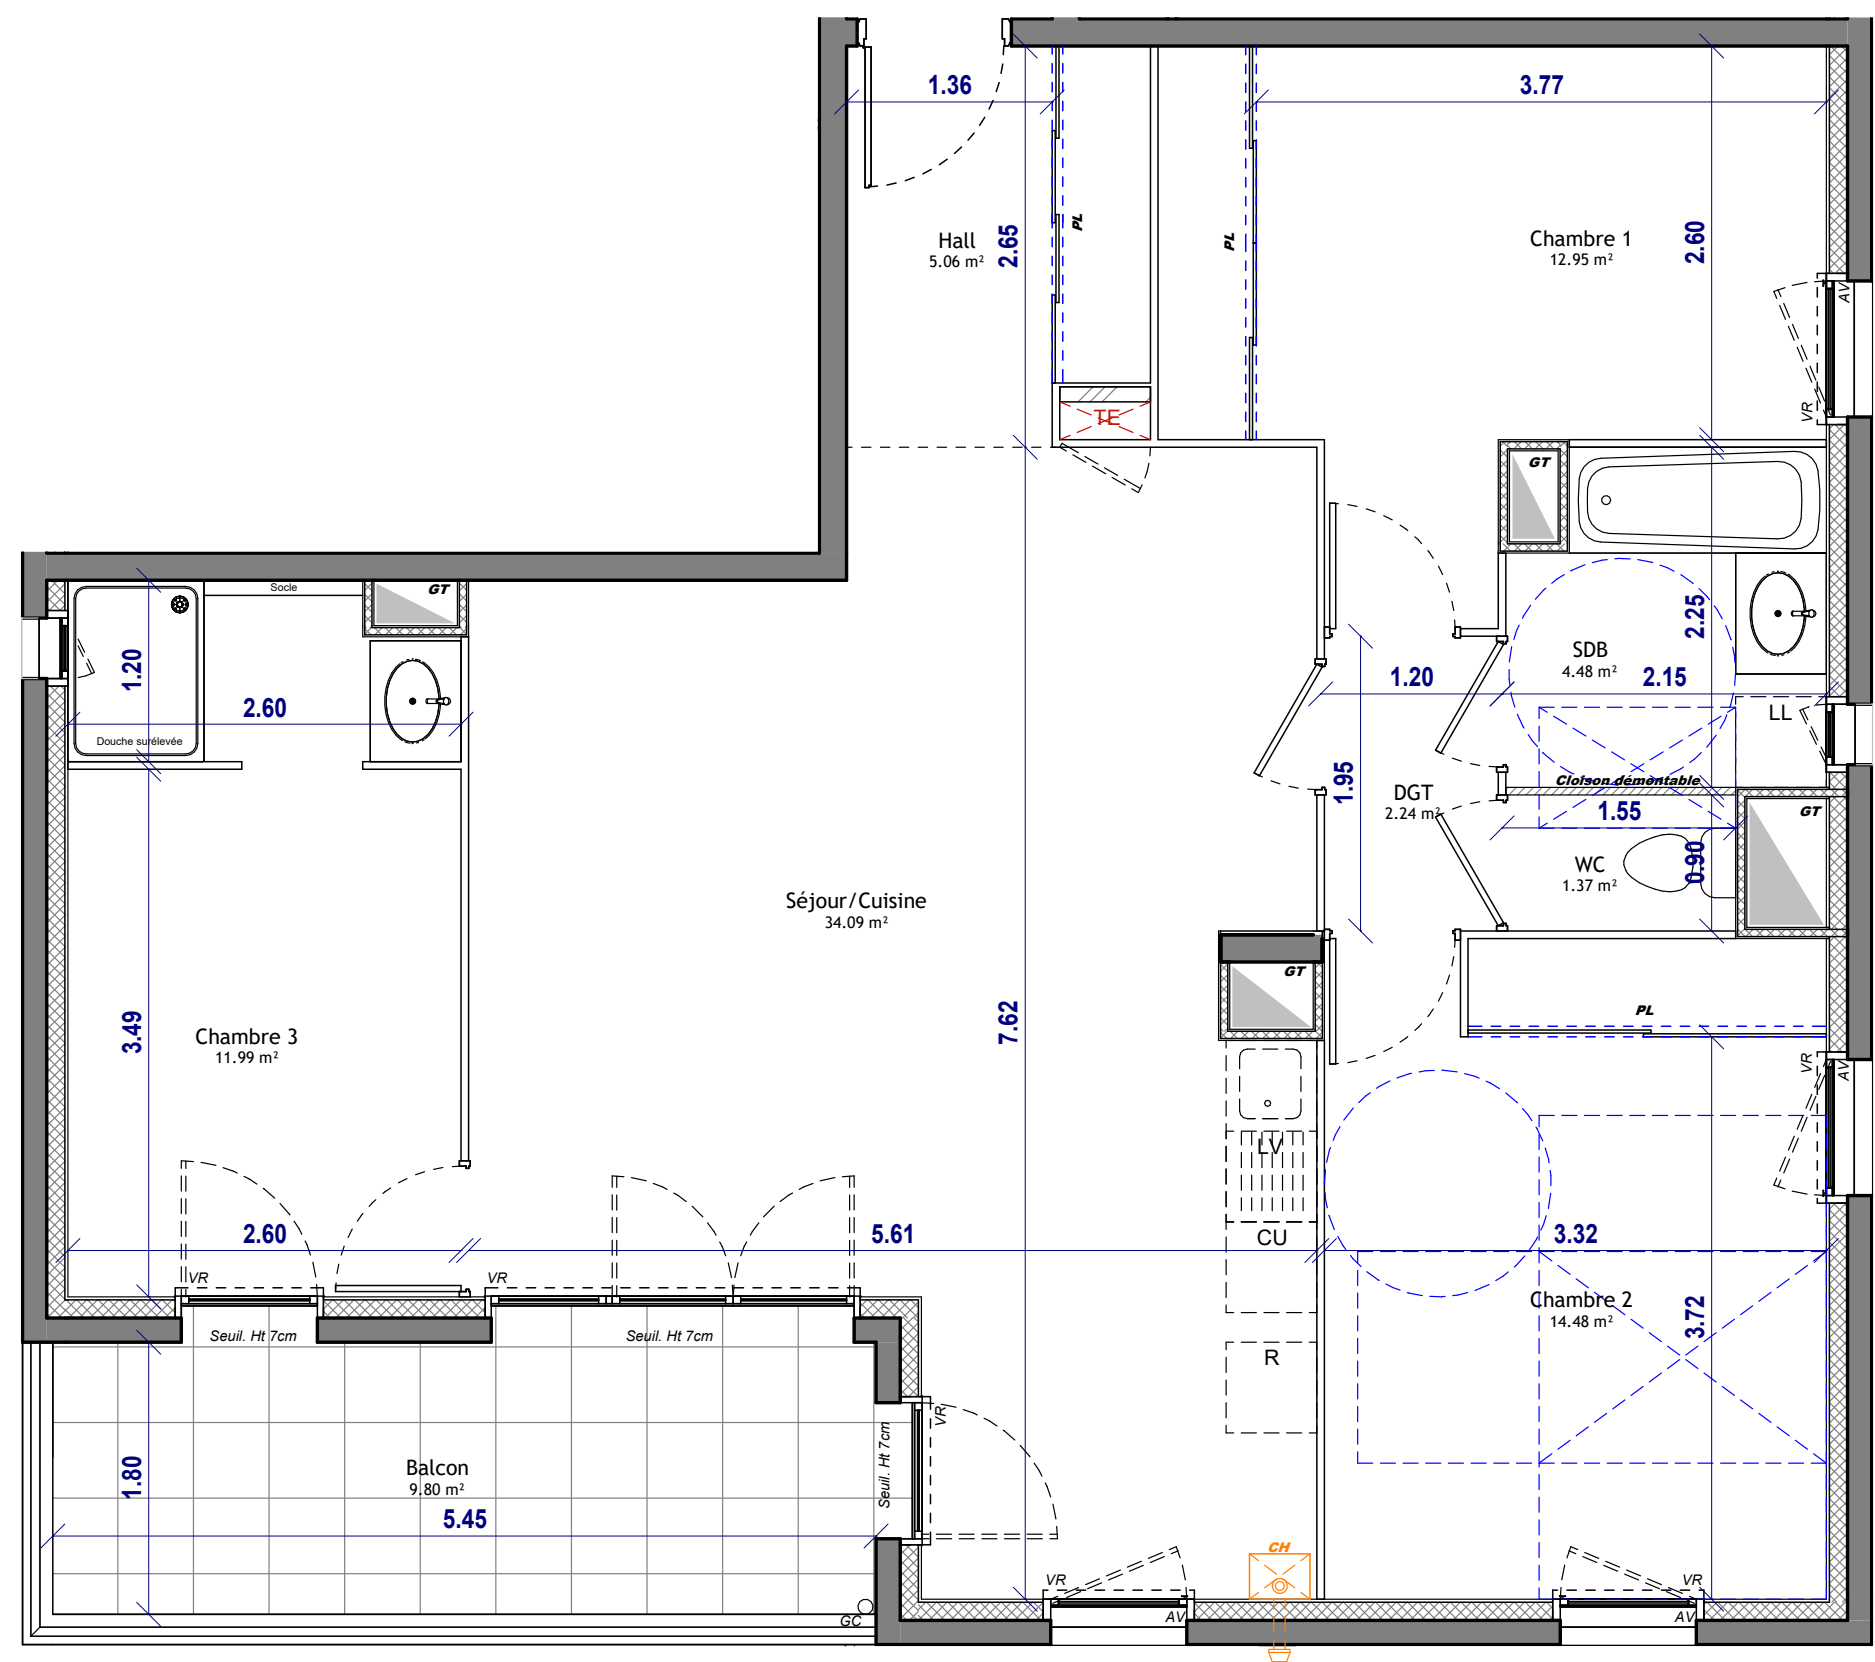 1.36
3.77
PL
PL
Hall
5.06 m²
2.65
Chambre 1
12.95 m²
2.60
AV
VR
TE
GT
GT
Socle
GT
1.20
2.60
Douche surélevée
SDB
4.48 m²
2.25
1.20
2.15
LL
Cloison démontable
1.95
DGT
2.24 m²
1.55
GT
WC
1.37 m²
0.90
Séjour/Cuisine
34.09 m²
PL
Chambre 3
11.99 m²
3.49
7.62
VR
AV
LV
CU
2.60
5.61
3.32
VR
VR
Chambre 2
14.48 m²
3.72
Seuil. Ht 7cm
Seuil. Ht 7cm
R
VR
Seuil. Ht 7cm
Balcon
9.80 m²
1.80
5.45
CH
VR
VR
GC
AV
AV